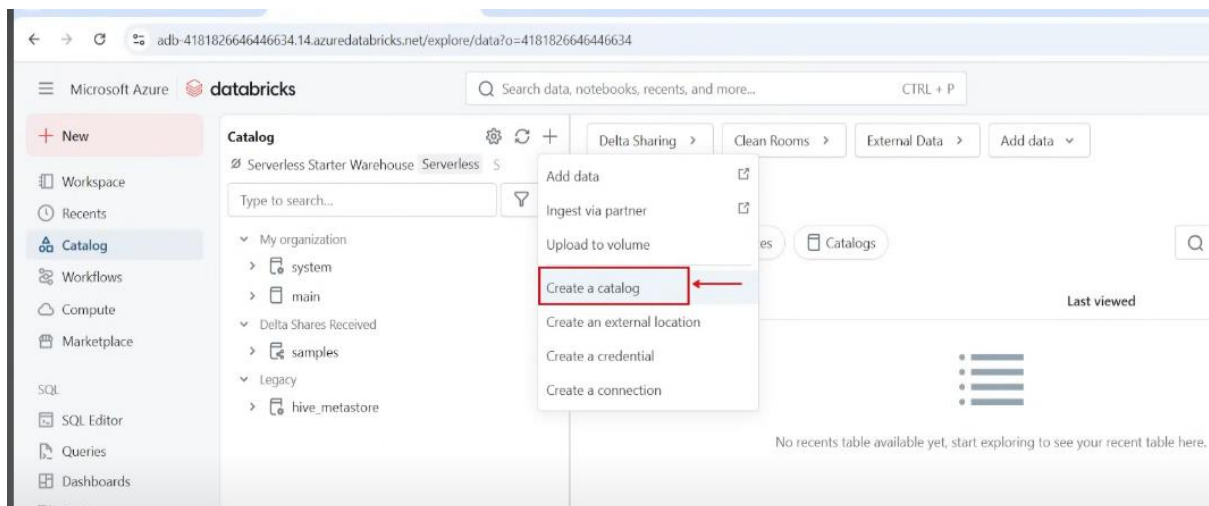 adb-4181826646446634.14.azuredatabricks.net/explore/data?o=4181826646446634
Microsoft Azure databricks
Search data, notebooks, recents, and more... CTRL + P
New
Workspace
Recents
Catalog
Workflows
Compute
Marketplace
SQL
SQL Editor
Queries
Dashboards
Catalog
Serverless Starter Warehouse Serverless S
Type to search...
My organization
system
main
Delta Shares Received
samples
Legacy
hive_metastore
Add data
Ingest via partner
Upload to volume
Create a catalog
Create an external location
Create a credential
Create a connection
Delta Sharing > Clean Rooms > External Data > Add data
es Catalogs
Last viewed
No recents table available yet, start exploring to see your recent table here.